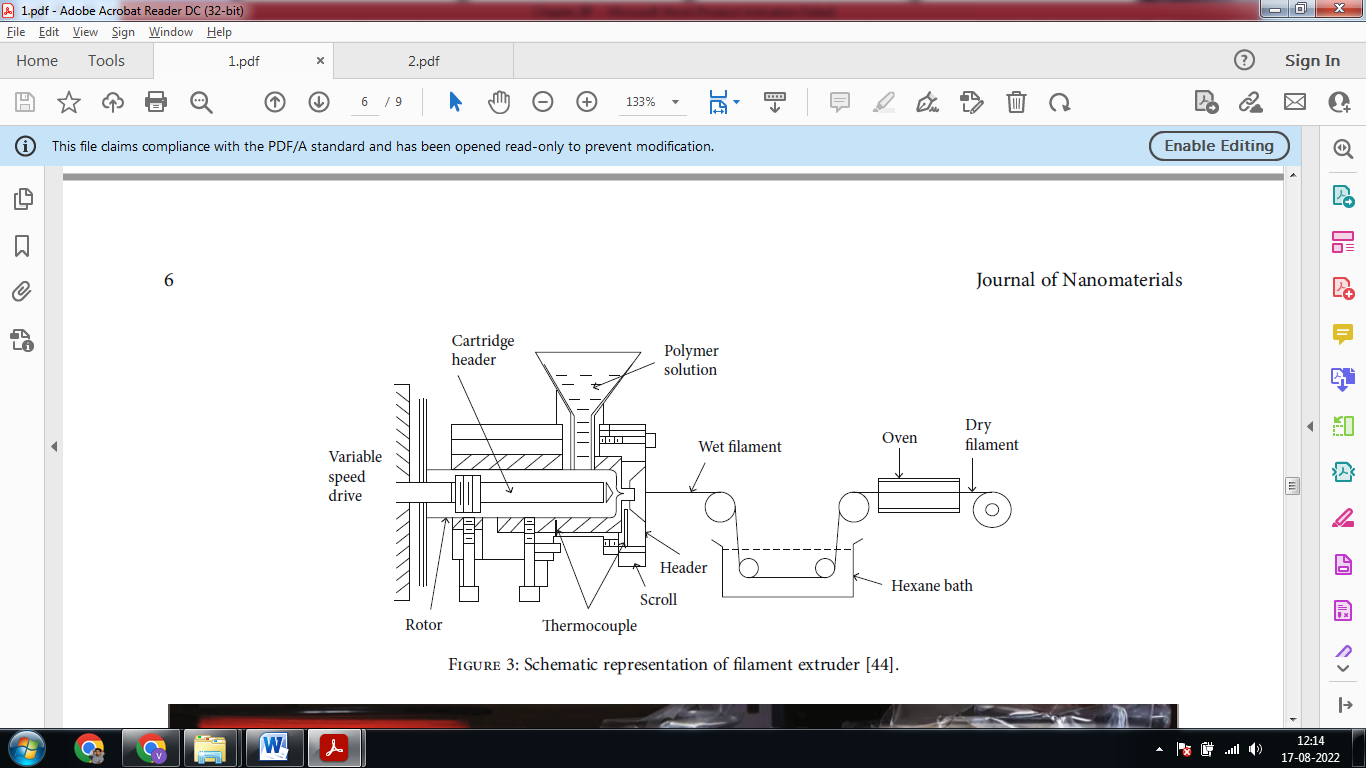 1.pdf - Adobe Acrobat Reader DC (32-bit)
File Edit View Sign Window Help
Home Tools 1.pdf 2.pdf Sign In
6 / 9 133%
This file claims compliance with the PDF/A standard and has been opened read-only to prevent modification. Enable Editing
6 Journal of Nanomaterials
Cartridge
header
Polymer
solution
Variable
speed
drive
Wet filament
Oven
Dry
filament
Header
Scroll
Hexane bath
Rotor
Thermocouple
FIGURE 3: Schematic representation of filament extruder [44].
12:14
17-08-2022